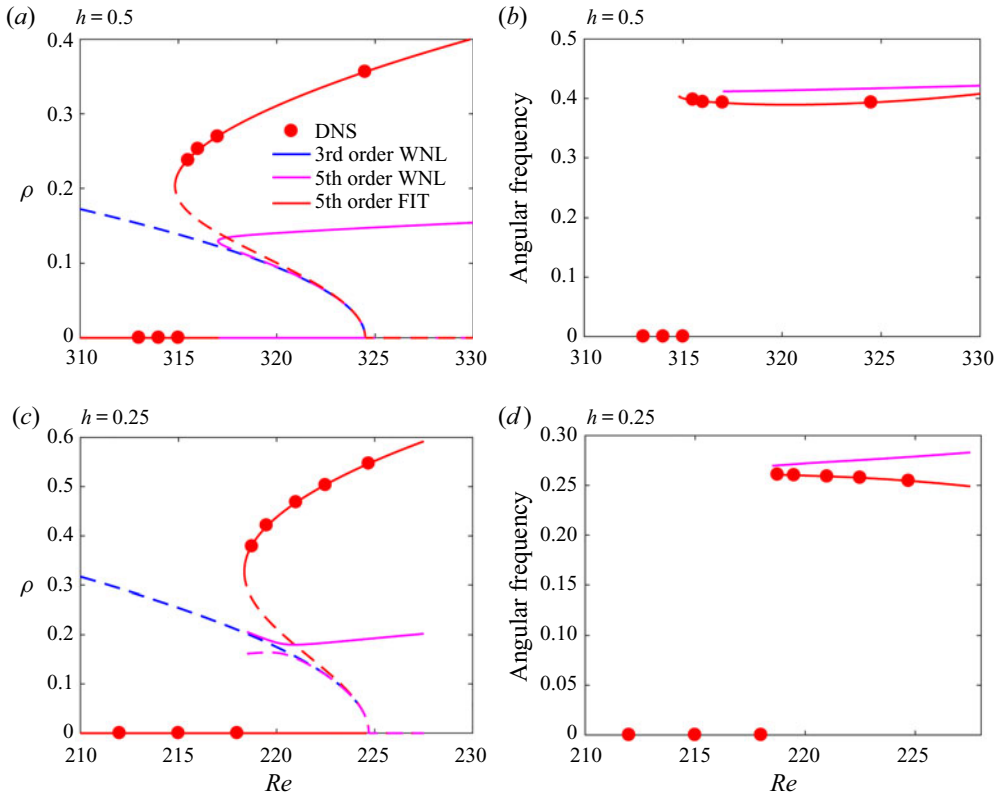 (a) h = 0.5
0.4
0.3
0.2
0.1
0
ρ
DNS
3rd order WNL
5th order WNL
5th order FIT
310 315 320 325 330
(b) h = 0.5
0.5
0.4
0.3
0.2
0.1
0
Angular frequency
310 315 320 325 330
(c) h = 0.25
0.6
0.5
0.4
0.3
0.2
0.1
0
ρ
210 215 220 225 230
Re
(d) h = 0.25
0.30
0.25
0.20
0.15
0.10
0.05
0.00
Angular frequency
210 215 220 225
Re